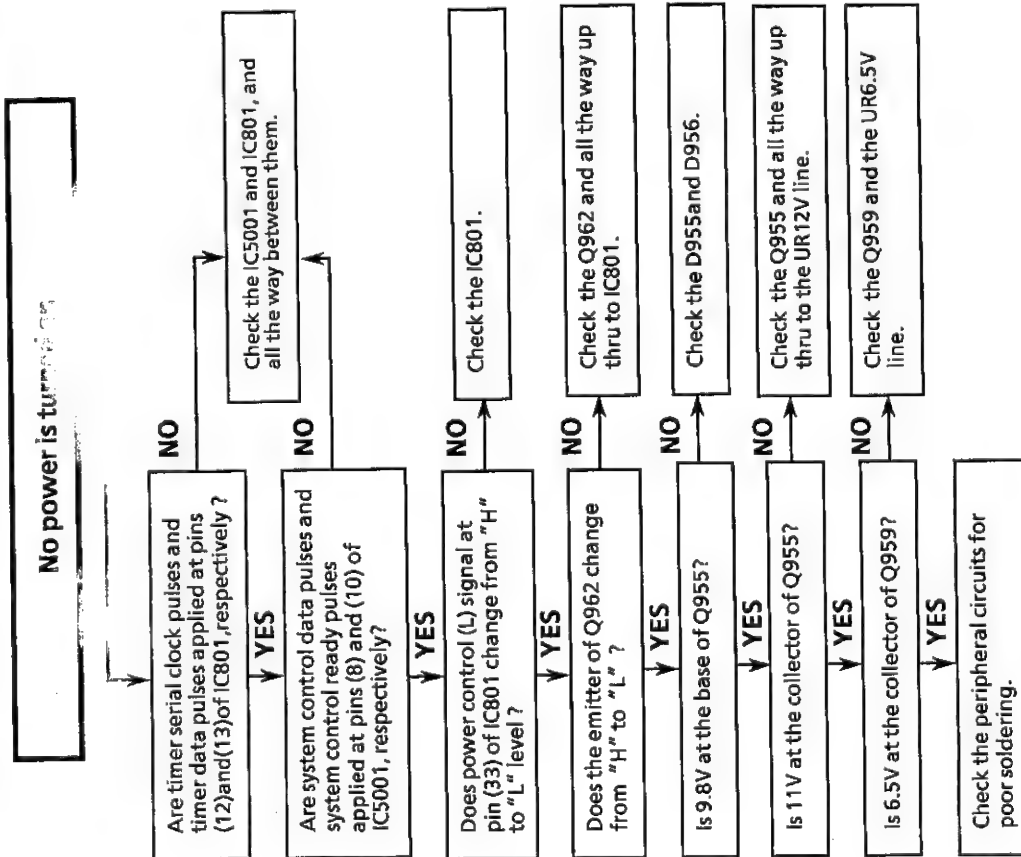 No power is turned on
Are timer serial clock pulses and
timer data pulses applied at pins
(12)and(13)of IC801,respectively ?
NO
Check the IC5001 and IC801, and
all the way between them.
YES
Are system control data pulses and
system control ready pulses
applied at pins (8) and (10) of
IC5001, respectively?
NO
YES
Does power control (L) signal at
pin (33) of IC801 change from "H"
to "L" level ?
NO
Check the IC801.
YES
Does the emitter of Q962 change
from "H" to "L" ?
NO
Check the Q962 and all the way up
thru to IC801.
YES
Is 9.8V at the base of Q955?
NO
Check the D955and D956.
YES
Is 11V at the collector of Q955?
NO
Check the Q955 and all the way up
thru to the UR12V line.
YES
Is 6.5V at the collector of Q959?
NO
Check the Q959 and the UR6.5V
line.
YES
Check the peripheral circuits for
poor soldering.